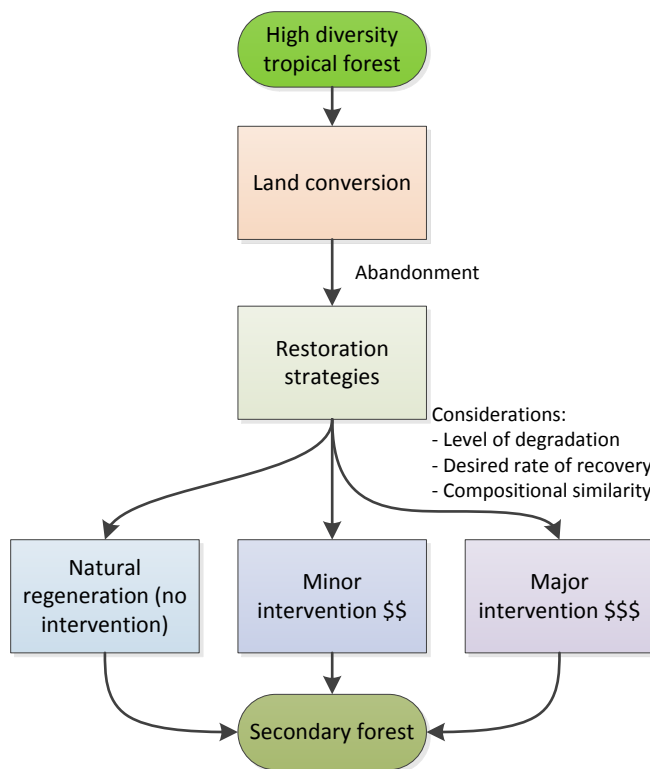 High diversity
tropical forest
Land conversion
Abandonment
Restoration
strategies
Considerations:
- Level of degradation
- Desired rate of recovery
- Compositional similarity
Natural
regeneration (no
intervention)
Minor
intervention $$
Major
intervention $$$
Secondary forest